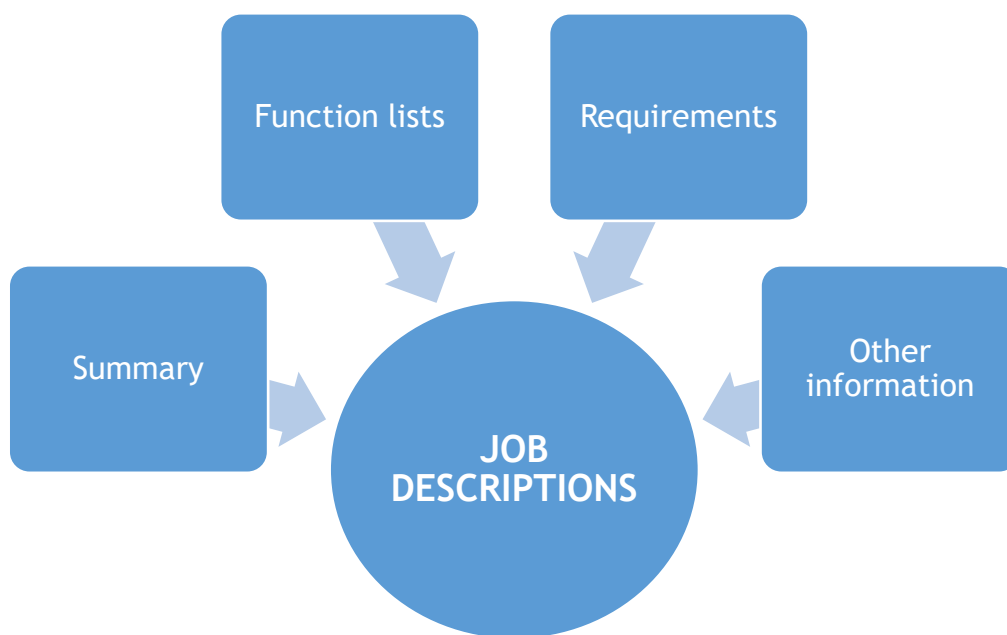 Function lists
Requirements
Summary
Other
information
JOB
DESCRIPTIONS